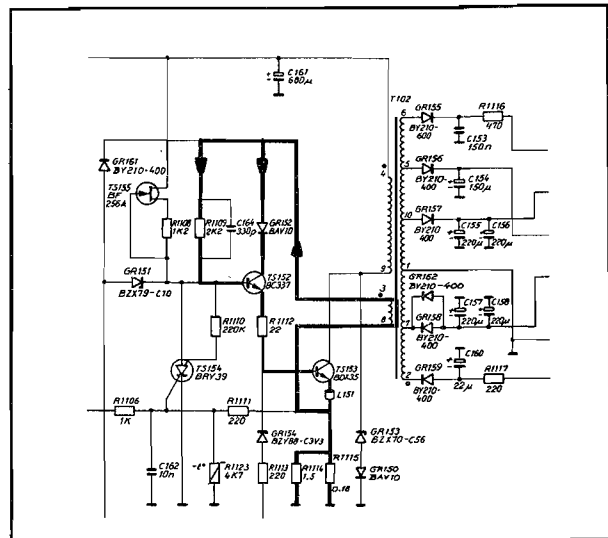 C161
680µ
T102
GR155
BY210-
600
C153
150n
R1116
470
GR161
BY210-400
TS155
BF
256A
R1108
1K2
R1109
2K2
C164
330p
GR152
BAV10
GR156
BY210-
400
C154
150µ
GR157
BY210
400
C155
220µ
C156
220µ
GR151
BZX79-C10
TS152
BC337
GR162
BY210-400
GR158
BY210-
400
C157
220µ
C158
220µ
R1110
220K
R1112
22
TS154
BRY39
TS153
BDX35
L151
GR159
BY210-
400
C160
22µ
R1117
220
R1106
1K
R1111
220
GR154
BZY88-C3V3
GR153
BZX70-C56
C162
10n
-t°
R1123
4K7
R1113
220
R1114
1.5
R1115
0.18
GR150
BAV10
6
5
4
10
1
9
3
8
7
2